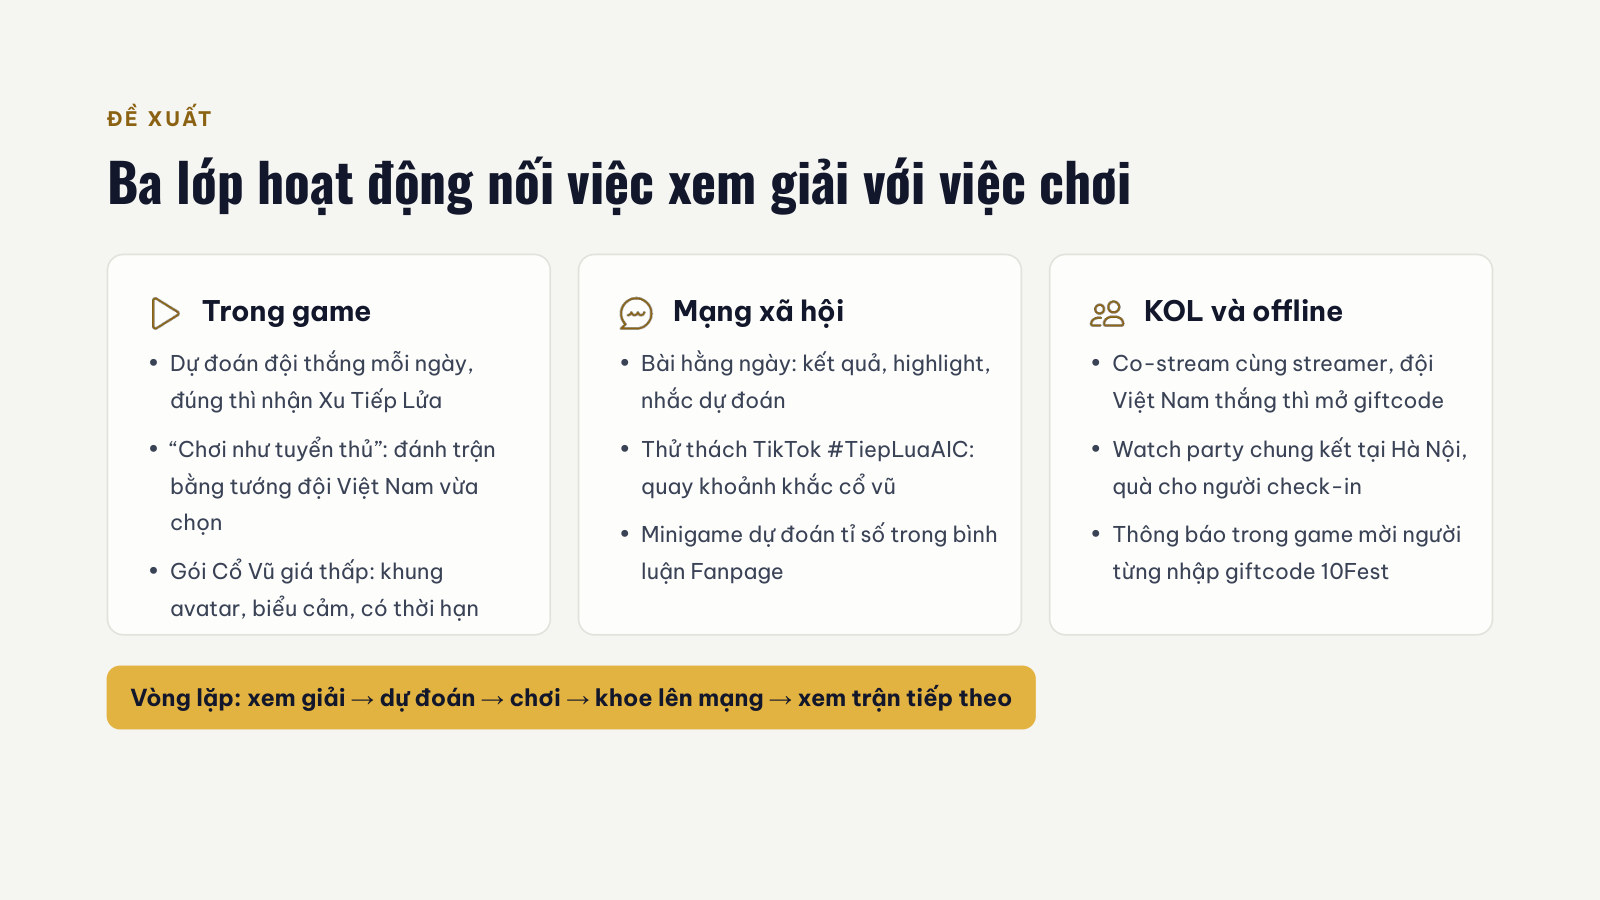 ĐỀ XUẤT
Ba lớp hoạt động nối việc xem giải với việc chơi
Trong game
• Dự đoán đội thắng mỗi ngày,
đúng thì nhận Xu Tiếp Lửa
• “Chơi như tuyển thủ”: đánh trận
bằng tướng đội Việt Nam vừa
chọn
• Gói Cổ Vũ giá thấp: khung
avatar, biểu cảm, có thời hạn
Mạng xã hội
• Bài hằng ngày: kết quả, highlight,
nhắc dự đoán
• Thử thách TikTok #TiepLuaAIC:
quay khoảnh khắc cổ vũ
• Minigame dự đoán tỉ số trong bình
luận Fanpage
KOL và offline
• Co-stream cùng streamer, đội
Việt Nam thắng thì mở giftcode
• Watch party chung kết tại Hà Nội,
quà cho người check-in
• Thông báo trong game mời người
từng nhập giftcode 10Fest
Vòng lặp: xem giải → dự đoán → chơi → khoe lên mạng → xem trận tiếp theo